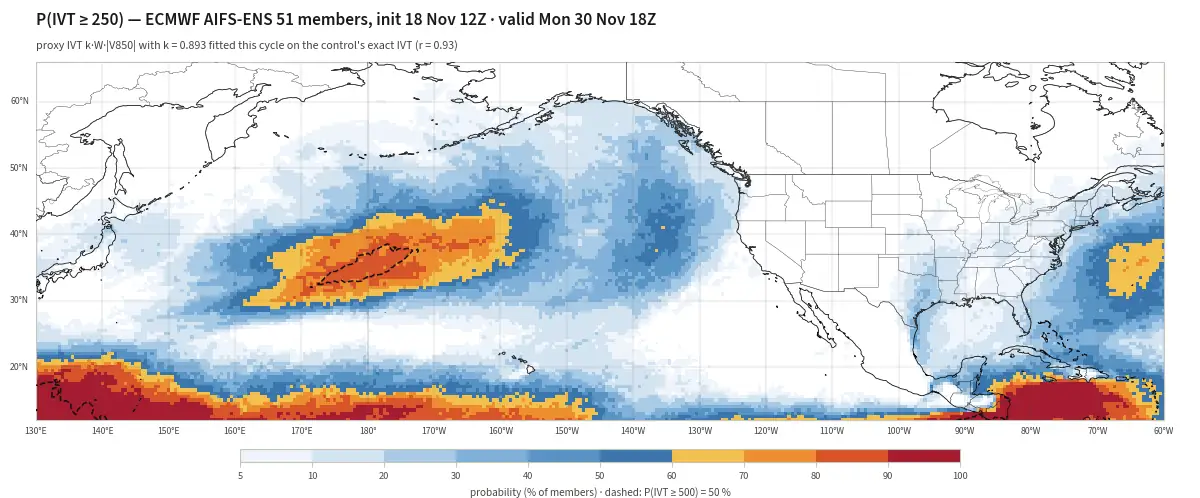 P(IVT ≥ 250) — ECMWF AIFS-ENS 51 members, init 18 Nov 12Z · valid Mon 30 Nov 18Z
proxy IVT k·W·|V850| with k = 0.893 fitted this cycle on the control's exact IVT (r = 0.93)
60°N
50°N
40°N
30°N
20°N
130°E 140°E 150°E 160°E 170°E 180° 170°W 160°W 150°W 140°W 130°W 120°W 110°W 100°W 90°W 80°W 70°W 60°W
5 10 20 30 40 50 60 70 80 90 100
probability (% of members) · dashed: P(IVT ≥ 500) = 50 %